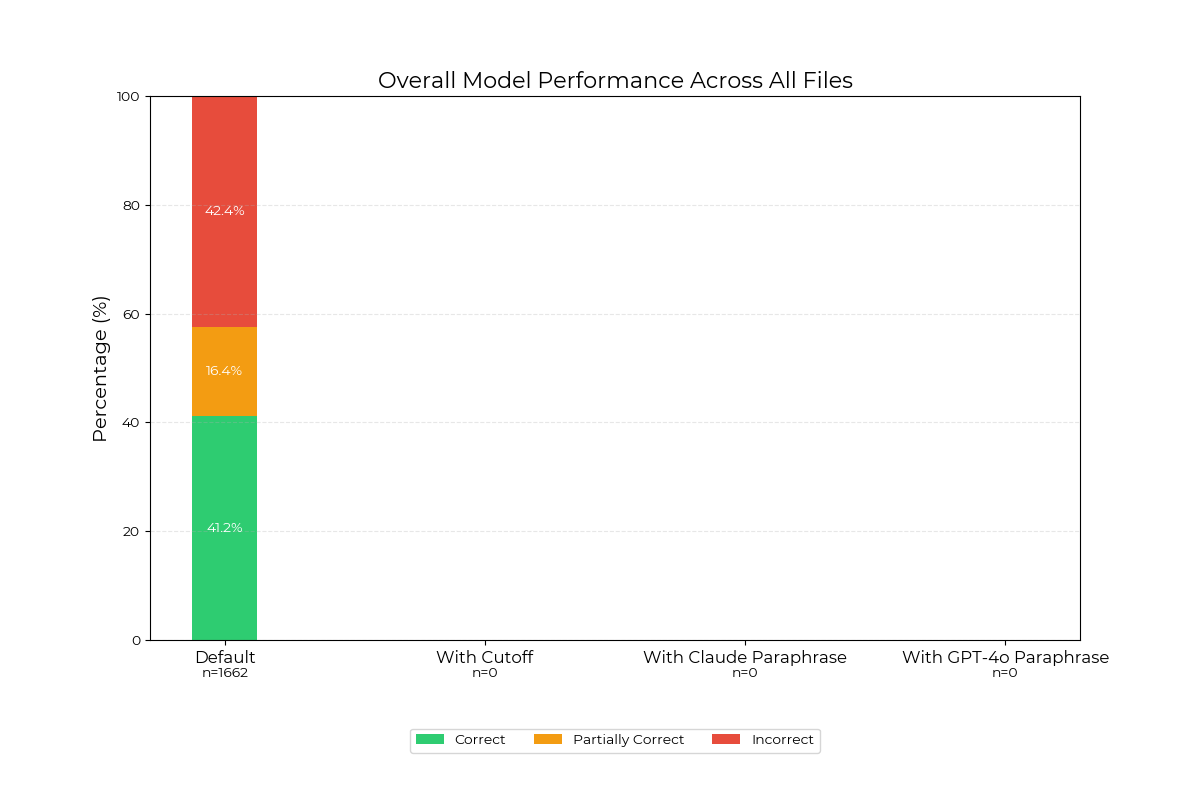 Overall Model Performance Across All Files
Percentage (%)
100
80
60
40
20
0
42.4%
16.4%
41.2%
Default
n=1662
With Cutoff
n=0
With Claude Paraphrase
n=0
With GPT-4o Paraphrase
n=0
Correct
Partially Correct
Incorrect